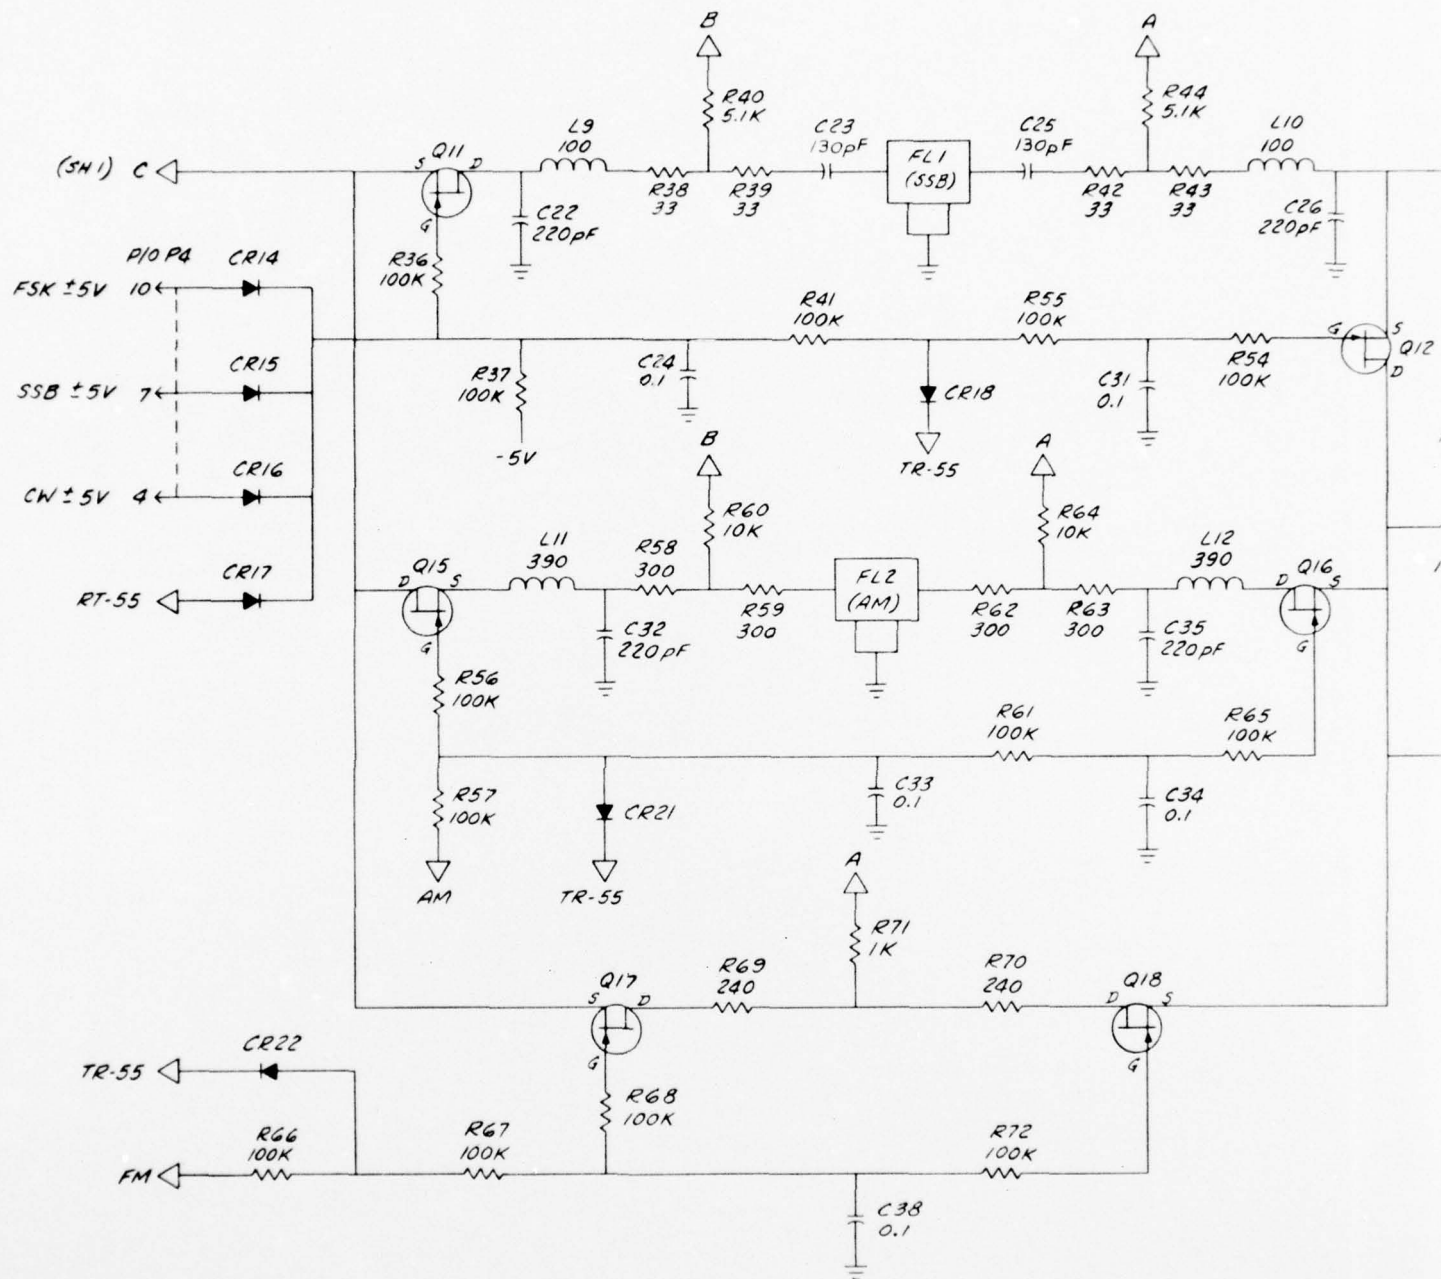 B
A
R40
5.1K
R44
5.1K
L9
100
C23
130pF
C25
130pF
L10
100
(SH1) C
Q11
S D
G
FL1
(SSB)
R38
33
R39
33
R42
33
R43
33
C22
220pF
C26
220pF
P/O P4
CR14
R36
100K
FSK ±5V 10
R41
100K
R55
100K
G
S
Q12
D
CR15
SSB ±5V 7
R37
100K
C24
0.1
CR18
C31
0.1
R54
100K
-5V
B
TR-55
A
CR16
CW ±5V 4
R60
10K
R64
10K
L11
390
R58
300
L12
390
CR17
Q15
D S
G
FL2
(AM)
Q16
D S
G
RT-55
R59
300
R62
300
R63
300
C32
220pF
C35
220pF
R56
100K
R61
100K
R65
100K
R57
100K
CR21
C33
0.1
C34
0.1
A
AM
TR-55
R71
1K
R69
240
R70
240
Q17
S D
G
Q18
D S
G
CR22
TR-55
R68
100K
R66
100K
R67
100K
R72
100K
FM
C38
0.1